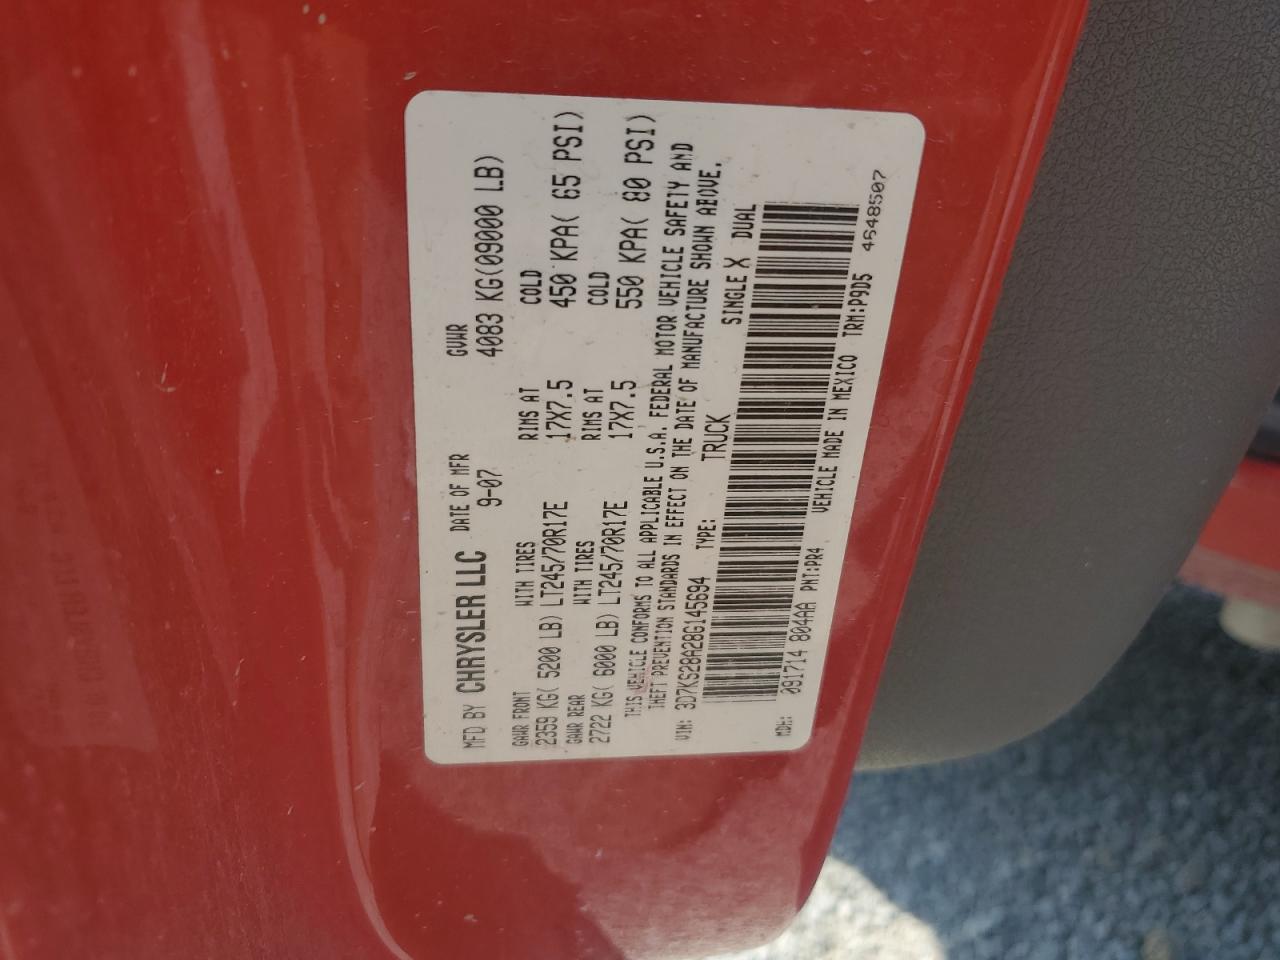 MFD BY CHRYSLER LLC DATE OF MFR GVWR
9-07 4083 KG(09000 LB)
GAWR FRONT WITH TIRES RIMS AT COLD
2359 KG( 5200 LB) LT245/70R17E 17X7.5 450 KPA( 65 PSI)
GAWR REAR WITH TIRES RIMS AT COLD
2722 KG( 6000 LB) LT245/70R17E 17X7.5 550 KPA( 80 PSI)
THIS VEHICLE CONFORMS TO ALL APPLICABLE U.S.A. FEDERAL MOTOR VEHICLE SAFETY AND
THEFT PREVENTION STANDARDS IN EFFECT ON THE DATE OF MANUFACTURE SHOWN ABOVE.
VIN: 3D7KS28A28G145694 TYPE: TRUCK SINGLE X DUAL
MDH: 091714 804AA PNT:PR4 VEHICLE MADE IN MEXICO TRM:P9D5 4648507